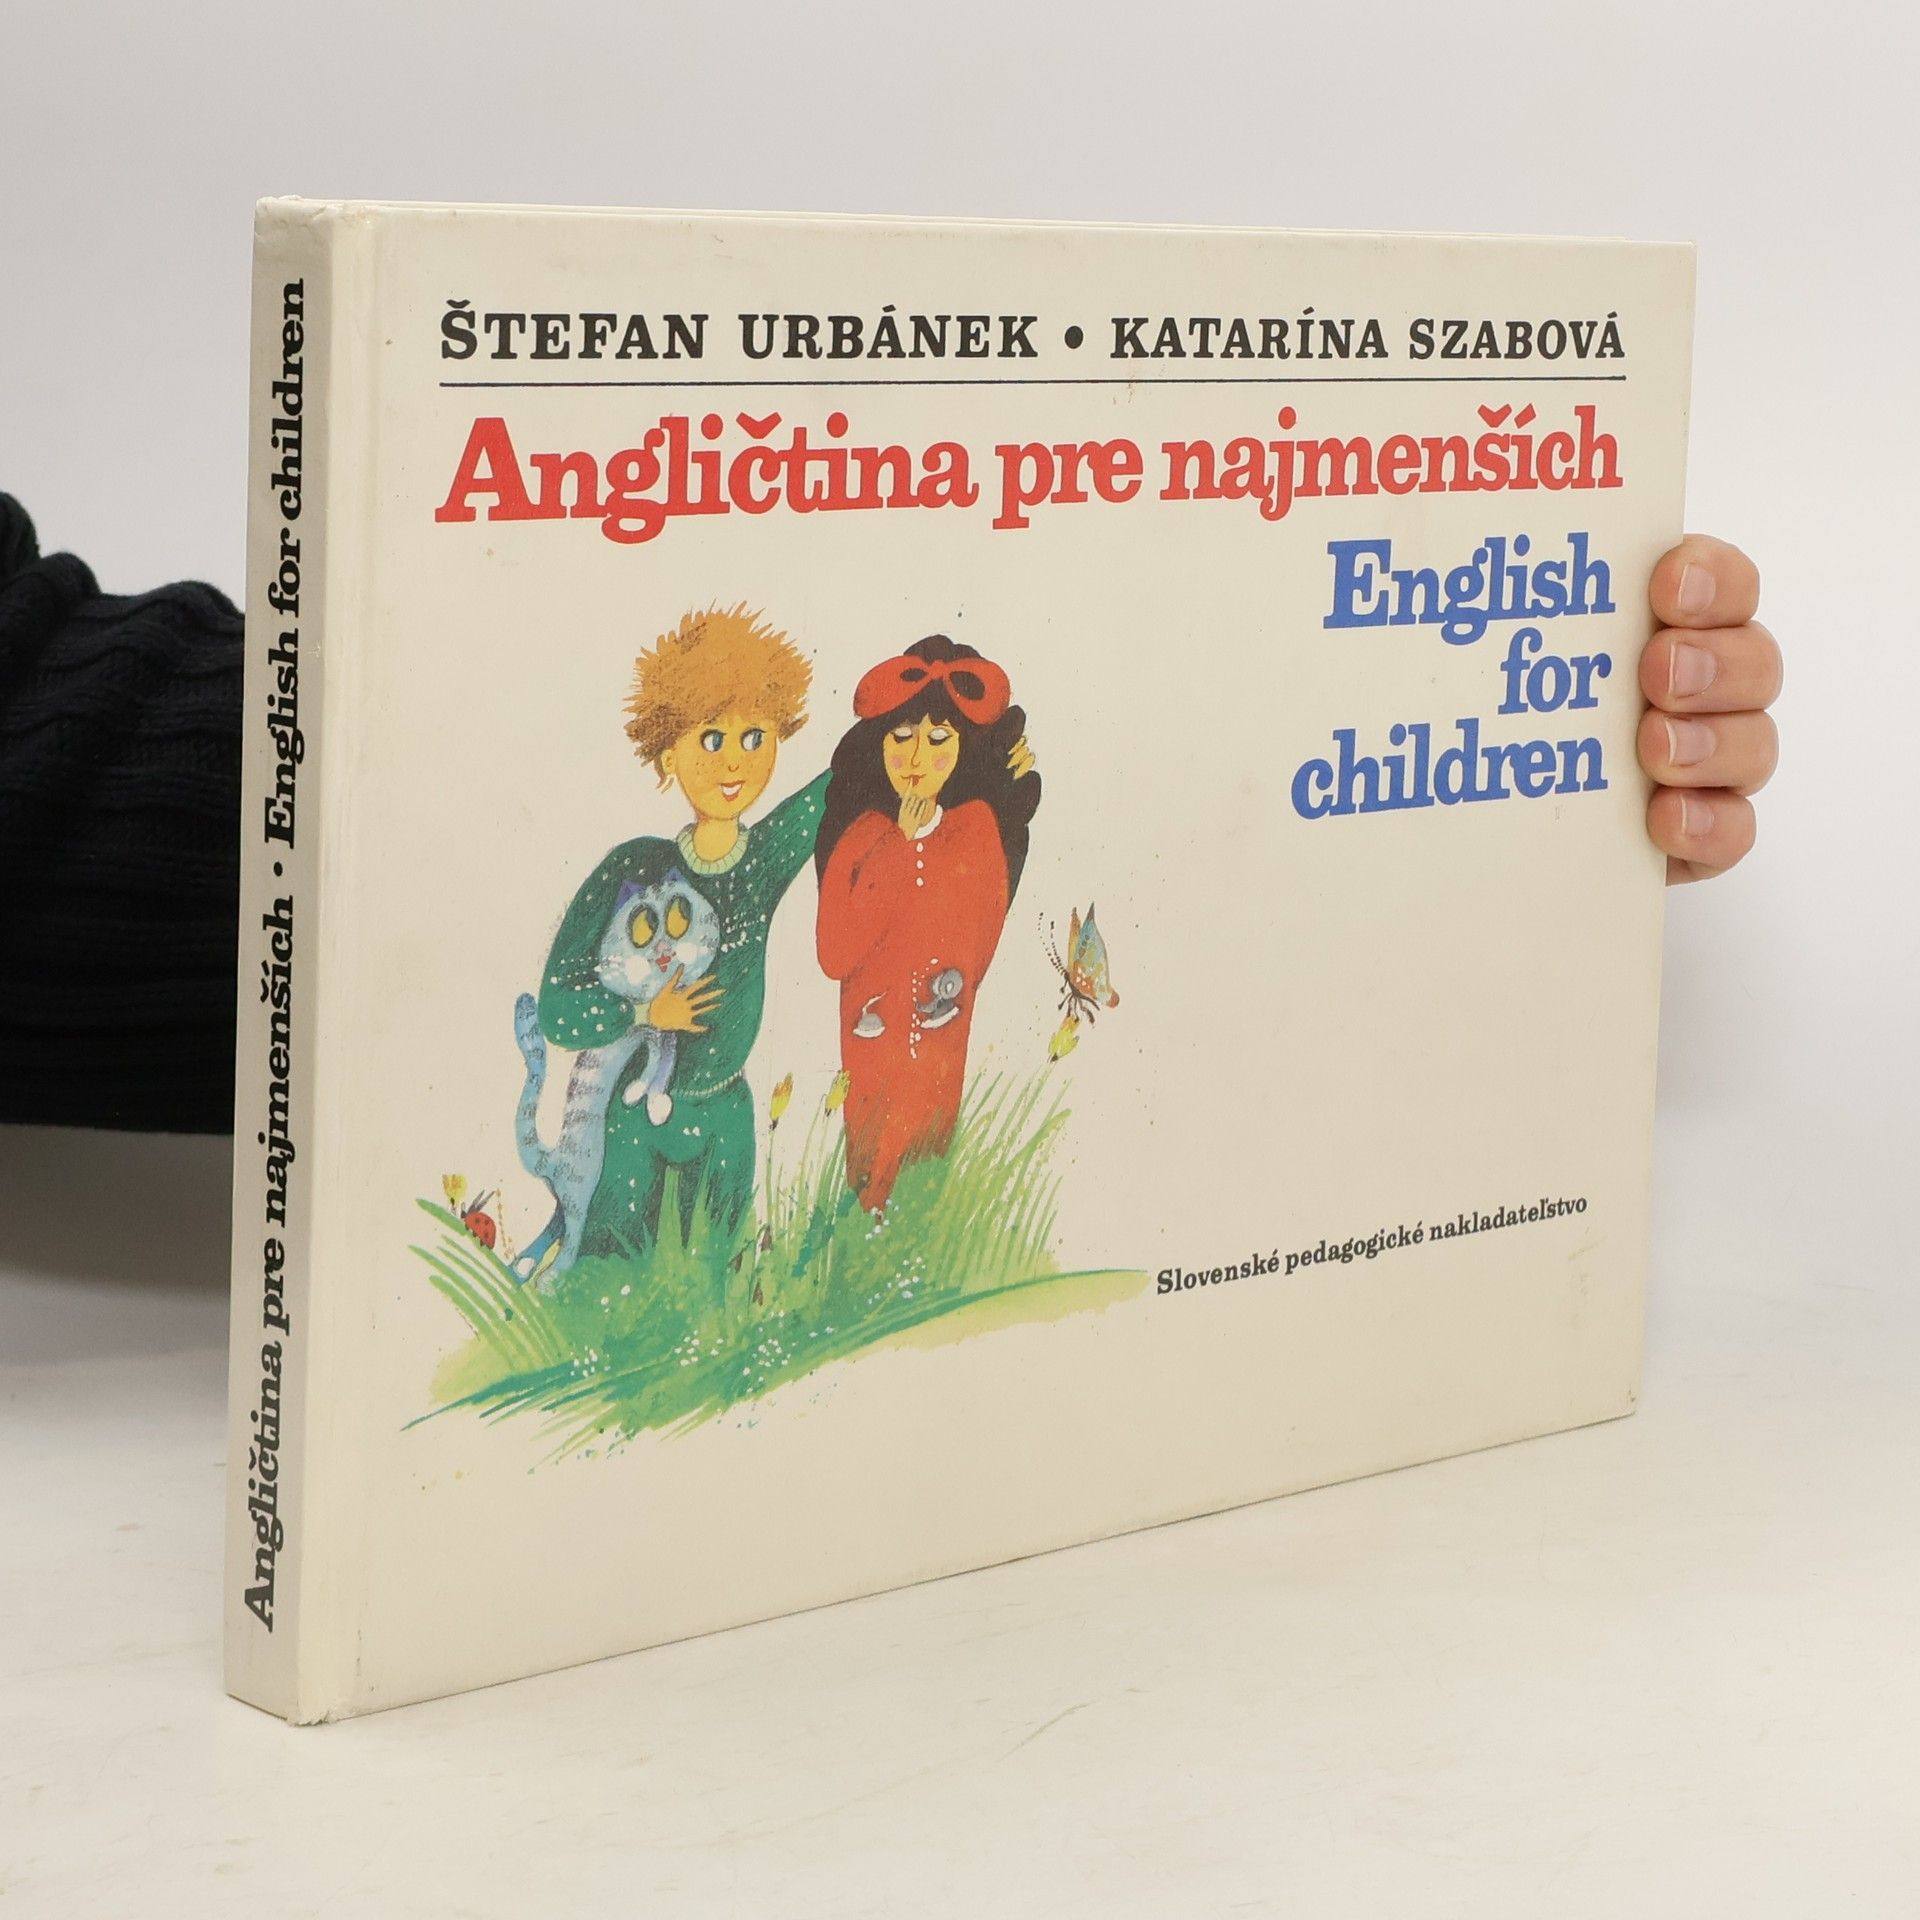 Angličtina pre najmenších • English for children
ŠTEFAN URBÁNEK • KATARÍNA SZABOVÁ
Angličtina pre najmenších
English
for
children
Slovenské pedagogické nakladateľstvo